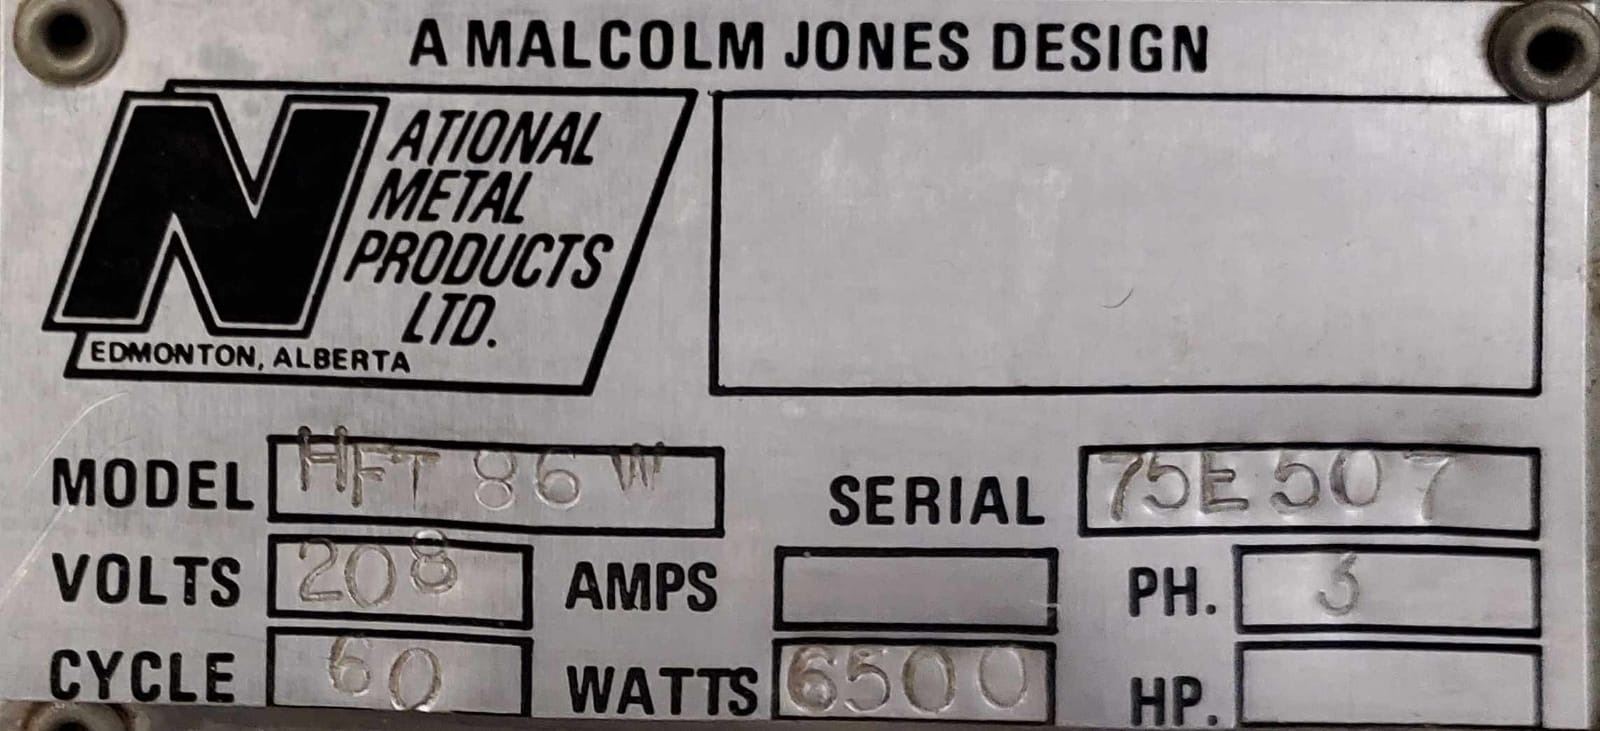 A MALCOLM JONES DESIGN
NATIONAL
METAL
PRODUCTS
LTD.
EDMONTON, ALBERTA
MODEL HFT 86 W SERIAL 75E507
VOLTS 208 AMPS PH. 3
CYCLE 60 WATTS 6500 HP.